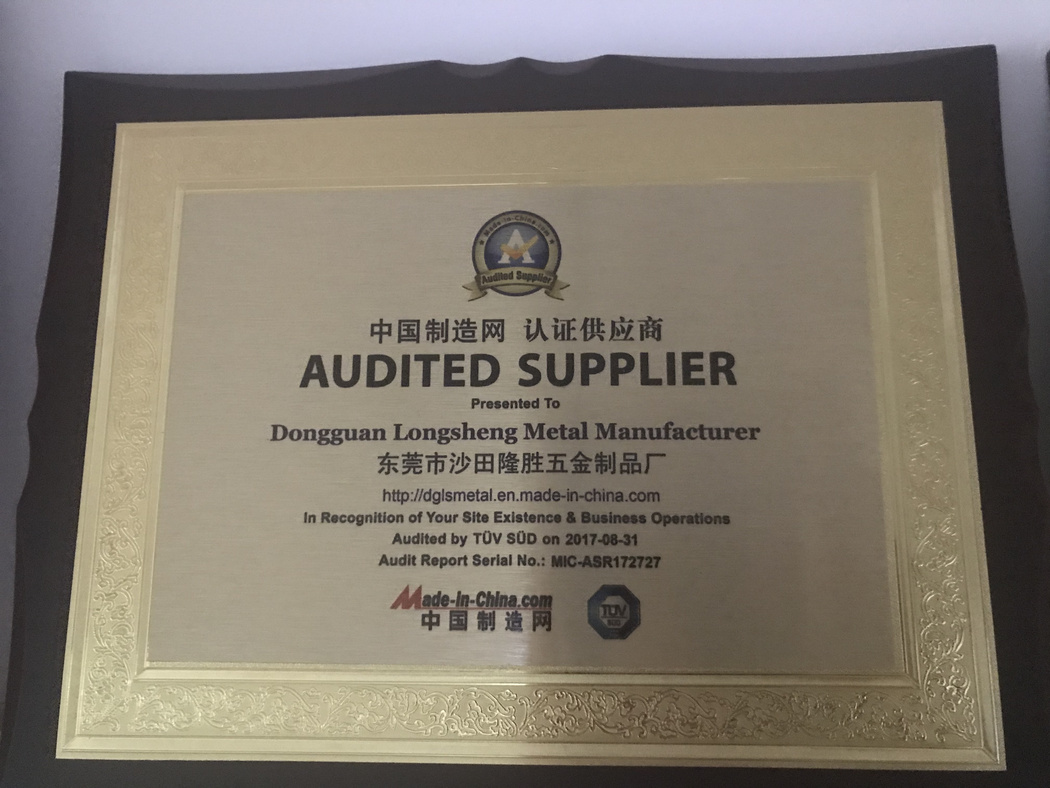 Made-in-China.com
Audited Supplier
中国制造网 认证供应商
AUDITED SUPPLIER
Presented To
Dongguan Longsheng Metal Manufacturer
东莞市沙田隆胜五金制品厂
http://dglsmetal.en.made-in-china.com
In Recognition of Your Site Existence & Business Operations
Audited by TÜV SÜD on 2017-08-31
Audit Report Serial No.: MIC-ASR172727
Made-in-China.com
中国制造网
TÜV
SÜD